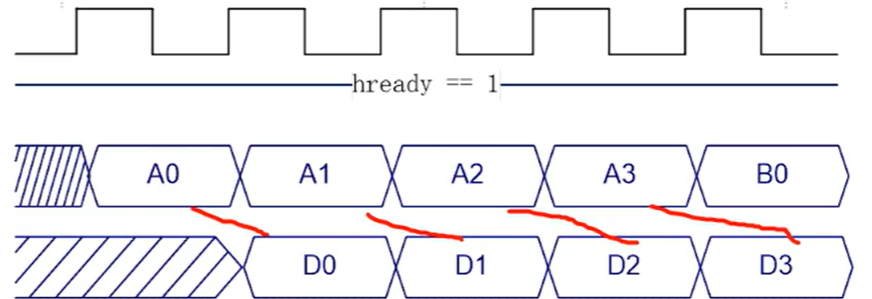 hready == 1
A0 A1 A2 A3 B0
D0 D1 D2 D3